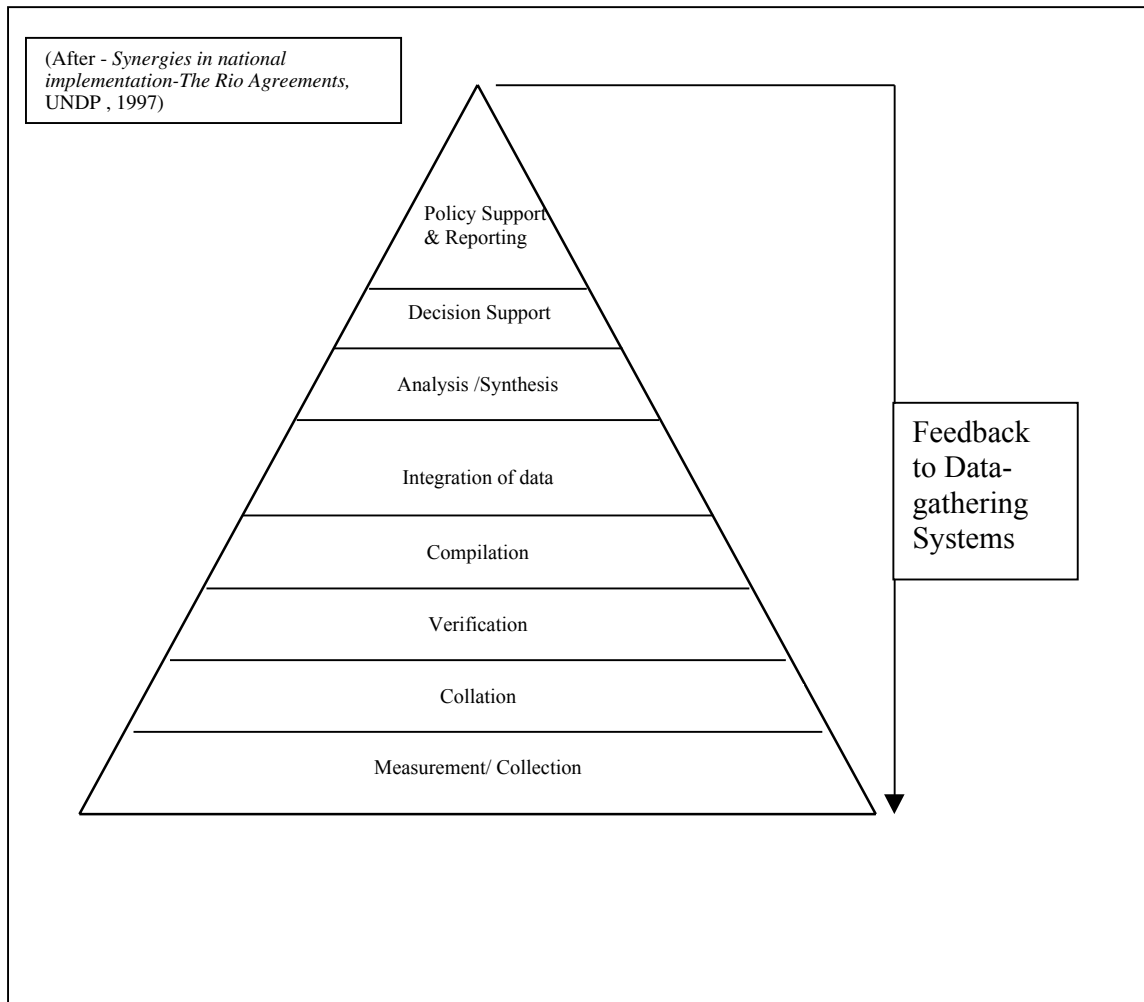 (After - Synergies in national
implementation-The Rio Agreements,
UNDP , 1997)
Policy Support
& Reporting
Decision Support
Analysis /Synthesis
Integration of data
Compilation
Verification
Collation
Measurement/ Collection
Feedback
to Data-
gathering
Systems